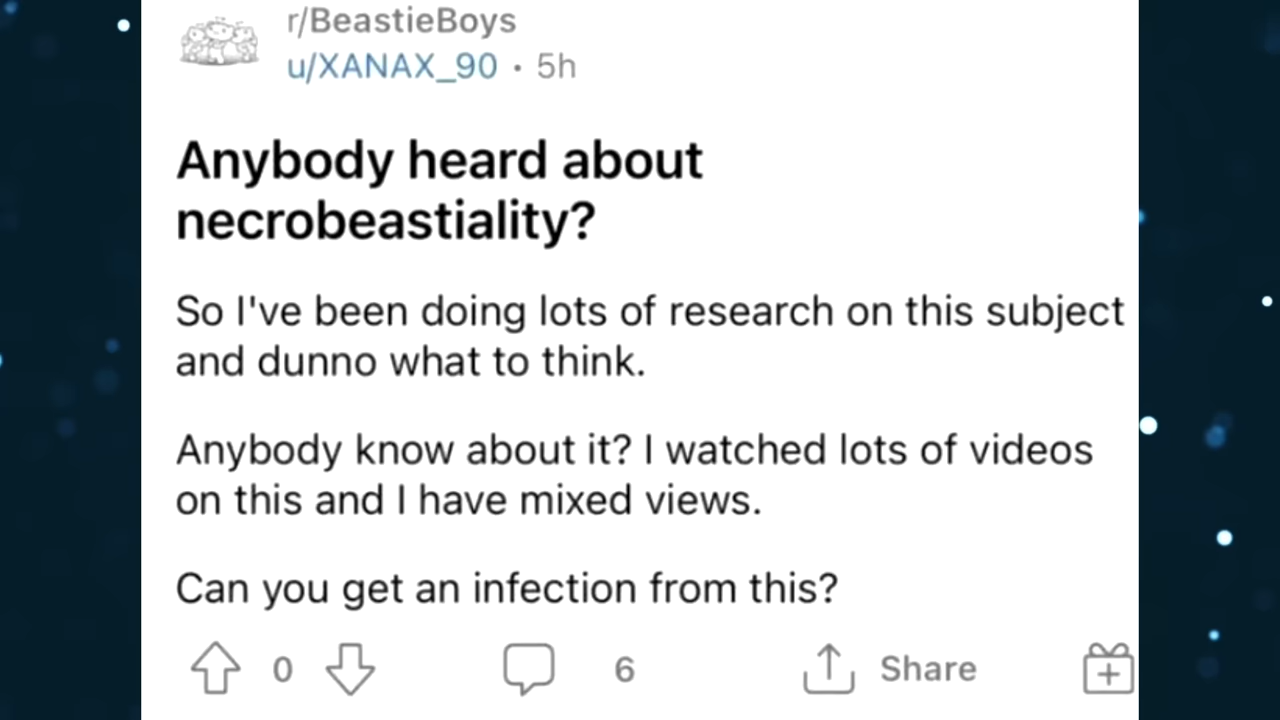 r/BeastieBoys
u/XANAX_90 • 5h
Anybody heard about
necrobeastiality?
So I've been doing lots of research on this subject
and dunno what to think.
Anybody know about it? I watched lots of videos
on this and I have mixed views.
Can you get an infection from this?
0 6 Share